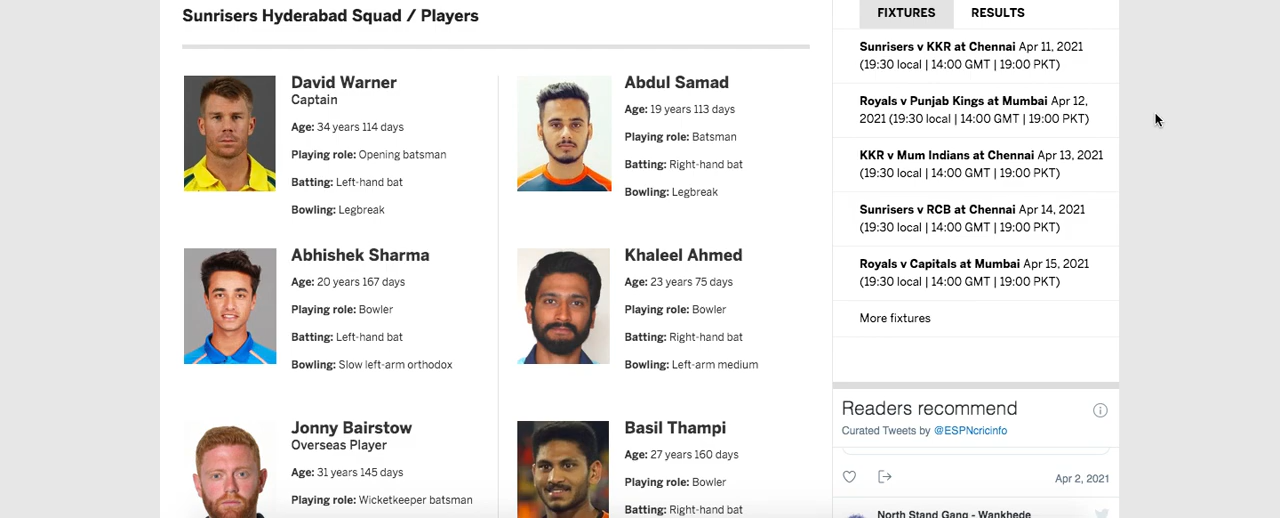 Sunrisers Hyderabad Squad / Players
David Warner
Captain
Age: 34 years 114 days
Playing role: Opening batsman
Batting: Left-hand bat
Bowling: Legbreak
Abdul Samad
Age: 19 years 113 days
Playing role: Batsman
Batting: Right-hand bat
Bowling: Legbreak
Abhishek Sharma
Age: 20 years 167 days
Playing role: Bowler
Batting: Left-hand bat
Bowling: Slow left-arm orthodox
Khaleel Ahmed
Age: 23 years 75 days
Playing role: Bowler
Batting: Right-hand bat
Bowling: Left-arm medium
Jonny Bairstow
Overseas Player
Age: 31 years 145 days
Playing role: Wicketkeeper batsman
Basil Thampi
Age: 27 years 160 days
Playing role: Bowler
Batting: Right-hand bat
FIXTURES RESULTS
Sunrisers v KKR at Chennai Apr 11, 2021
(19:30 local | 14:00 GMT | 19:00 PKT)
Royals v Punjab Kings at Mumbai Apr 12,
2021 (19:30 local | 14:00 GMT | 19:00 PKT)
KKR v Mum Indians at Chennai Apr 13, 2021
(19:30 local | 14:00 GMT | 19:00 PKT)
Sunrisers v RCB at Chennai Apr 14, 2021
(19:30 local | 14:00 GMT | 19:00 PKT)
Royals v Capitals at Mumbai Apr 15, 2021
(19:30 local | 14:00 GMT | 19:00 PKT)
More fixtures
Readers recommend
Curated Tweets by @ESPNcricinfo
Apr 2, 2021
North Stand Gang - Wankhede